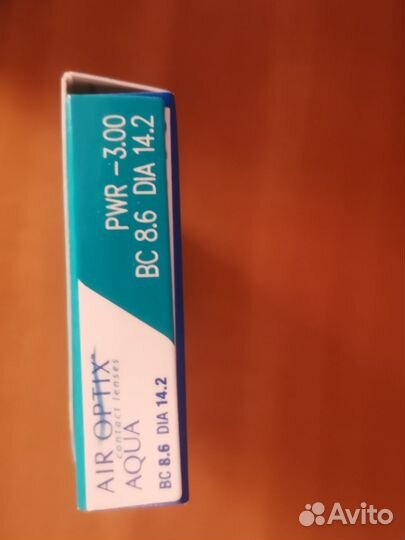 PWR -3.00
BC 8.6 DIA 14.2
AIR OPTIX®
contact lenses
AQUA
BC 8.6 DIA 14.2
Avito